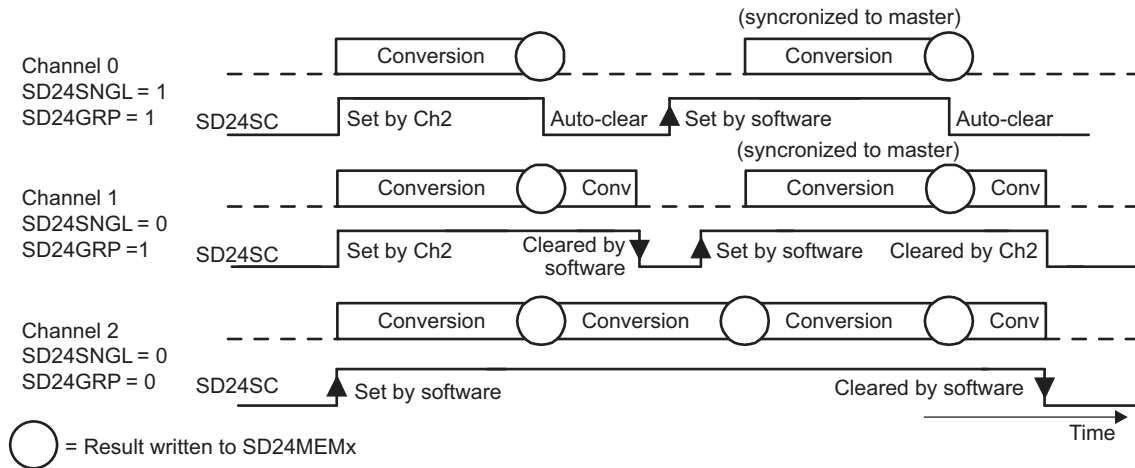 (syncronized to master)
Conversion
Conversion
Channel 0
SD24SNGL = 1
SD24GRP = 1
SD24SC
Set by Ch2
Auto-clear
Set by software
Auto-clear
(syncronized to master)
Conversion
Conv
Conversion
Conv
Channel 1
SD24SNGL = 0
SD24GRP =1
SD24SC
Set by Ch2
Cleared by
software
Set by software
Cleared by Ch2
Conversion
Conversion
Conversion
Conv
Channel 2
SD24SNGL = 0
SD24GRP = 0
SD24SC
Set by software
Cleared by software
Time
= Result written to SD24MEMx